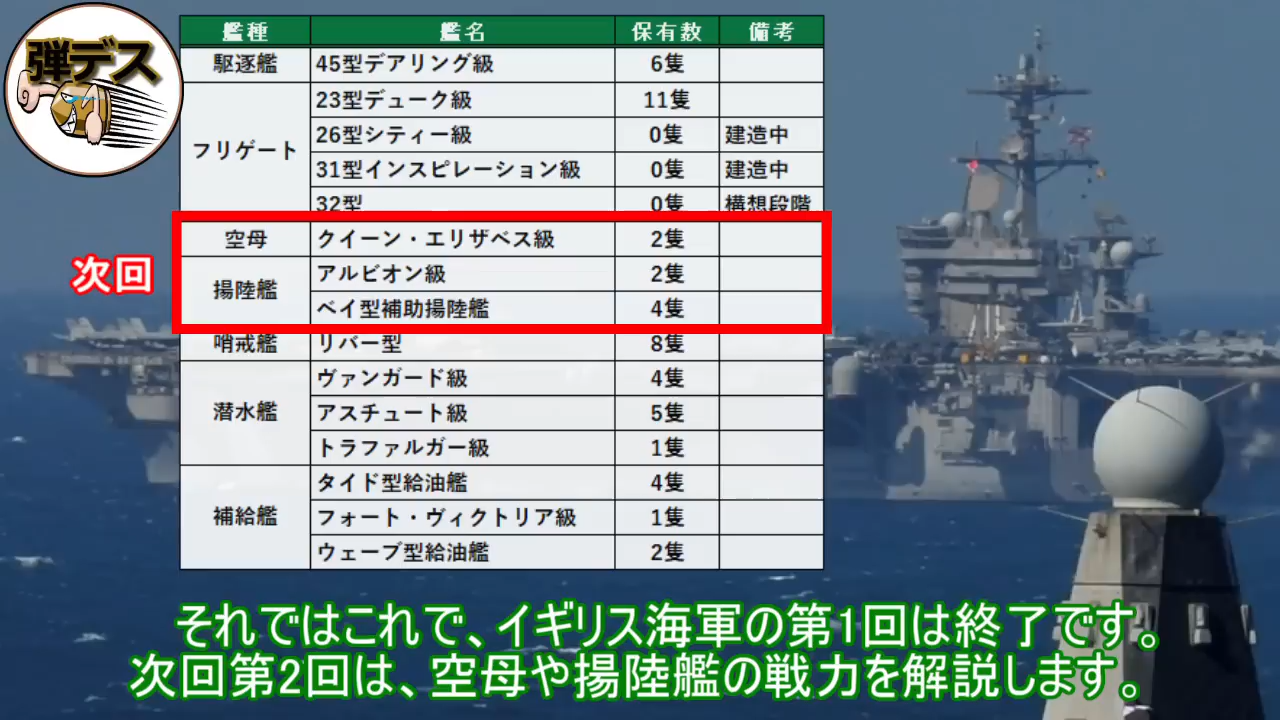 弾デス
艦種 艦名 保有数 備考
駆逐艦 45型デアリング級 6隻
フリゲート 23型デューク級 11隻
26型シティー級 0隻 建造中
31型インスピレーション級 0隻 建造中
32型 0隻 構想段階
空母 クイーン・エリザベス級 2隻
次回
揚陸艦 アルビオン級 2隻
ベイ型補助揚陸艦 4隻
哨戒艦 リバー型 8隻
潜水艦 ヴァンガード級 4隻
アスチュート級 5隻
トラファルガー級 1隻
補給艦 タイド型給油艦 4隻
フォート・ヴィクトリア級 1隻
ウェーブ型給油艦 2隻
それではこれで、イギリス海軍の第1回は終了です。
次回第2回は、空母や揚陸艦の戦力を解説します。